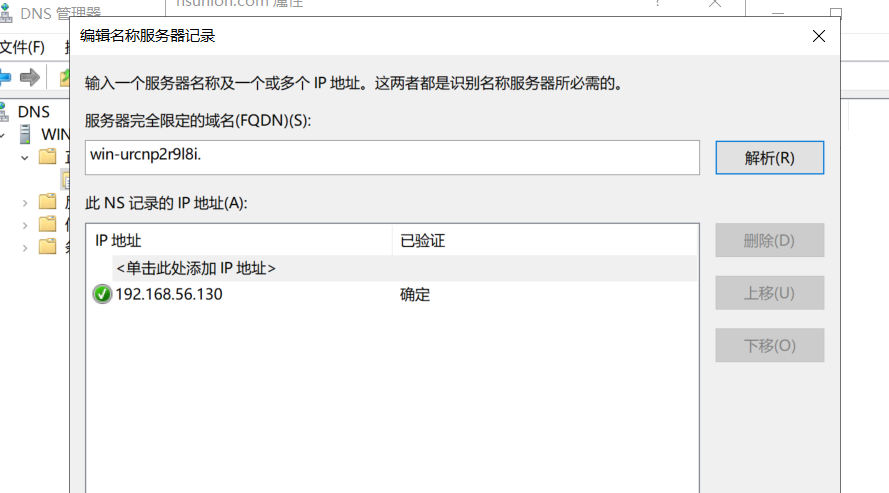 DNS 管理器
nsunion.com 属性
?
编辑名称服务器记录
文件(F)
输入一个服务器名称及一个或多个 IP 地址。这两者都是识别名称服务器所必需的。
DNS
服务器完全限定的域名(FQDN)(S):
WIN
win-urcnp2r9l8i.
解析(R)
此 NS 记录的 IP 地址(A):
IP 地址
已验证
删除(D)
<单击此处添加 IP 地址>
192.168.56.130
确定
上移(U)
下移(O)